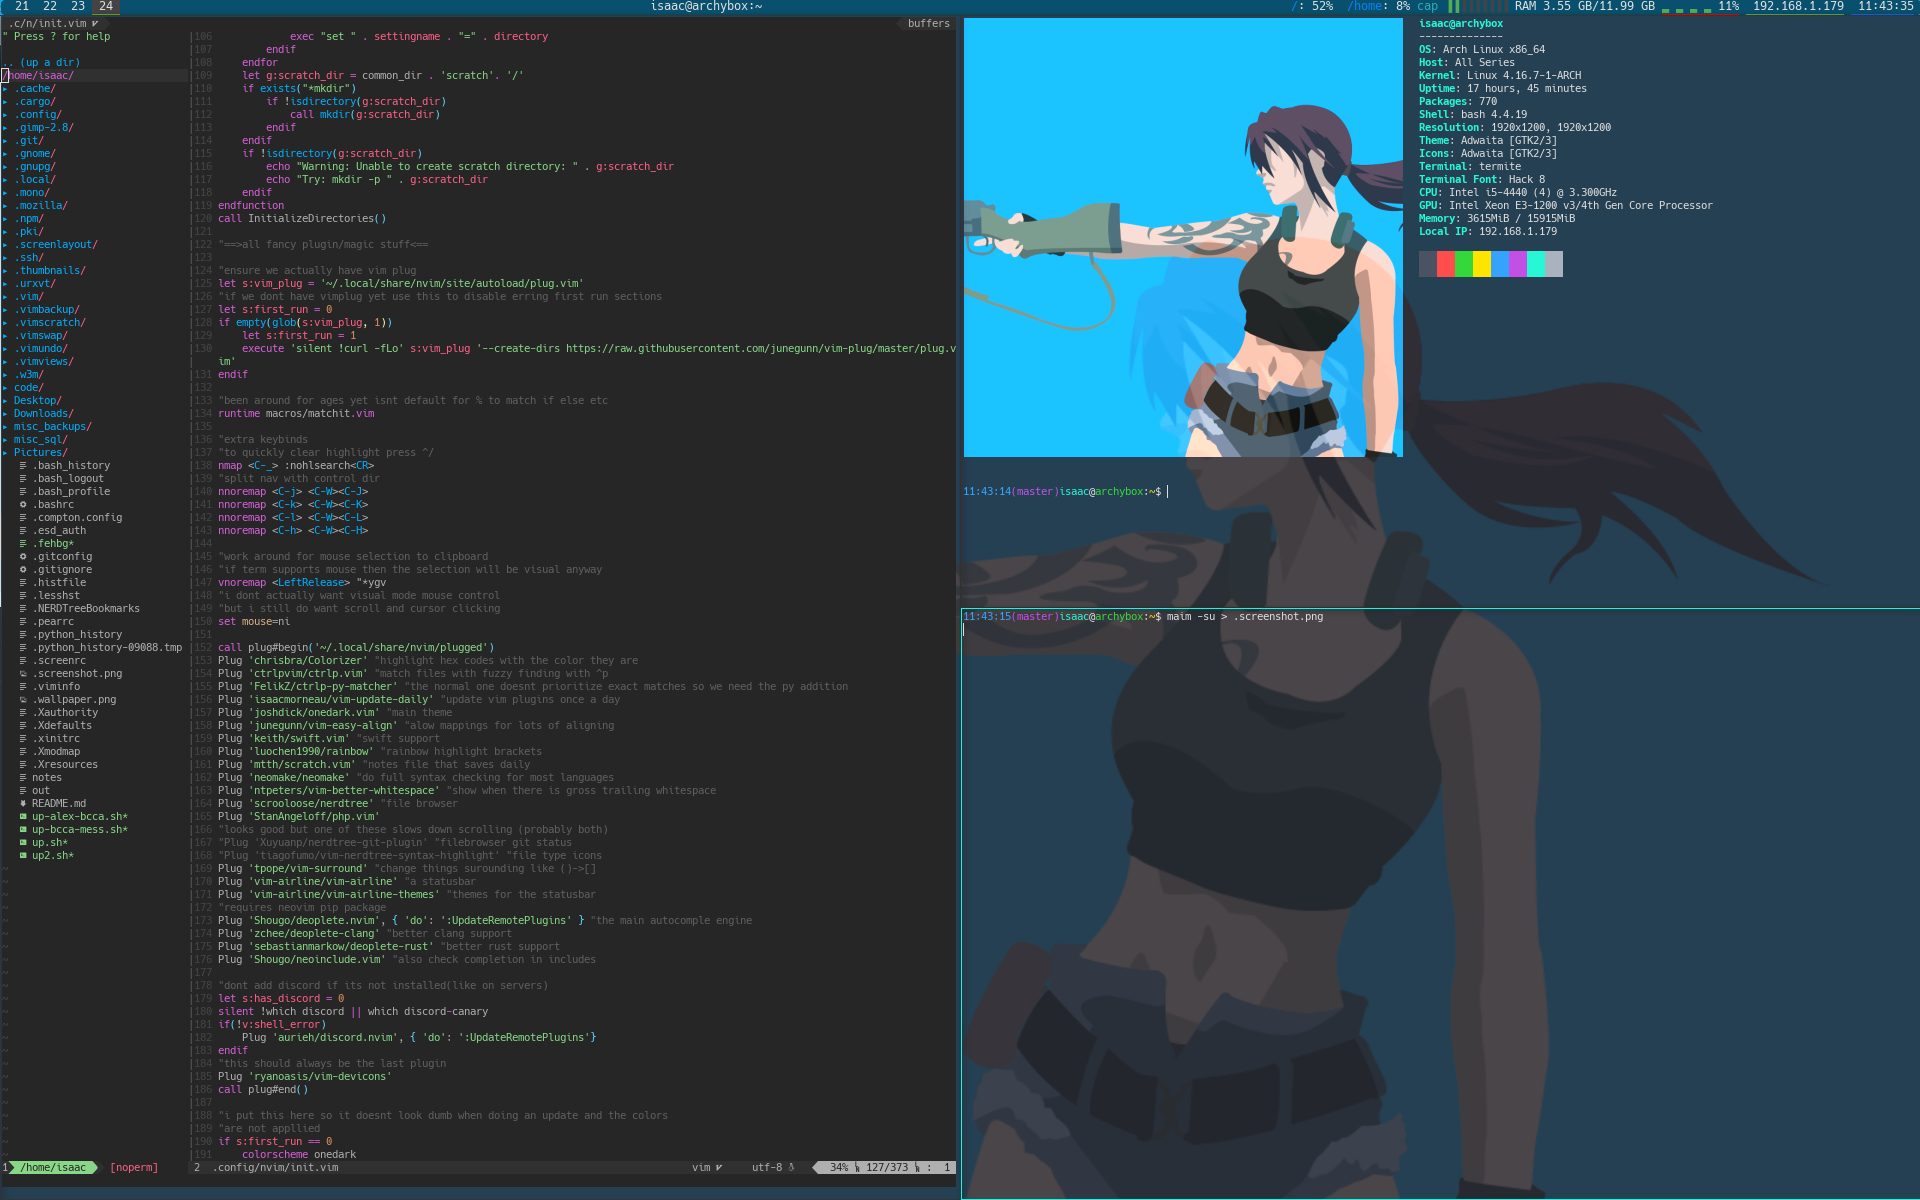 21 22 23 24 isaac@archybox:~ /: 52% /home: 8% cap RAM 3.55 GB/11.99 GB 11% 192.168.1.179 11:43:35
.c/n/init.vim
buffers
" Press ? for help
.. (up a dir)
/home/isaac/
▸ .cache/
▸ .cargo/
▸ .config/
▸ .gimp-2.8/
▸ .git/
▸ .gnome/
▸ .gnupg/
▸ .local/
▸ .mono/
▸ .mozilla/
▸ .npm/
▸ .pki/
▸ .screenlayout/
▸ .ssh/
▸ .thumbnails/
▸ .urxvt/
▸ .vim/
▸ .vimbackup/
▸ .vimscratch/
▸ .vimswap/
▸ .vimundo/
▸ .vimviews/
▸ .w3m/
▸ code/
▸ Desktop/
▸ Downloads/
▸ misc_backups/
▸ misc_sql/
▸ Pictures/
.bash_history
.bash_logout
.bash_profile
.bashrc
.compton.config
.esd_auth
.fehbg*
.gitconfig
.gitignore
.histfile
.lesshst
.NERDTreeBookmarks
.pearrc
.python_history
.python_history-09088.tmp
.screenrc
.screenshot.png
.viminfo
.wallpaper.png
.Xauthority
.Xdefaults
.xinitrc
.Xmodmap
.Xresources
notes
out
README.md
up-alex-bcca.sh*
up-bcca-mess.sh*
up.sh*
up2.sh*
1 /home/isaac [noperm]
106 exec "set " . settingname . "=" . directory
107 endif
108 endfor
109 let g:scratch_dir = common_dir . 'scratch'. '/'
110 if exists("*mkdir")
111 if !isdirectory(g:scratch_dir)
112 call mkdir(g:scratch_dir)
113 endif
114 endif
115 if !isdirectory(g:scratch_dir)
116 echo "Warning: Unable to create scratch directory: " . g:scratch_dir
117 echo "Try: mkdir -p " . g:scratch_dir
118 endif
119 endfunction
120 call InitializeDirectories()
121
122 "==>all fancy plugin/magic stuff<==
123
124 "ensure we actually have vim plug
125 let s:vim_plug = '~/.local/share/nvim/site/autoload/plug.vim'
126 "if we dont have vimplug yet use this to disable erring first run sections
127 let s:first_run = 0
128 if empty(glob(s:vim_plug, 1))
129 let s:first_run = 1
130 execute 'silent !curl -fLo' s:vim_plug '--create-dirs https://raw.githubusercontent.com/junegunn/vim-plug/master/plug.v
im'
131 endif
132
133 "been around for ages yet isnt default for % to match if else etc
134 runtime macros/matchit.vim
135
136 "extra keybinds
137 "to quickly clear highlight press ^/
138 nmap <C-_> :nohlsearch<CR>
139 "split nav with control dir
140 nnoremap <C-j> <C-W><C-J>
141 nnoremap <C-k> <C-W><C-K>
142 nnoremap <C-l> <C-W><C-L>
143 nnoremap <C-h> <C-W><C-H>
144
145 "work around for mouse selection to clipboard
146 "if term supports mouse then the selection will be visual anyway
147 vnoremap <LeftRelease> "*ygv
148 "i dont actually want visual mode mouse control
149 "but i still do want scroll and cursor clicking
150 set mouse=ni
151
152 call plug#begin('~/.local/share/nvim/plugged')
153 Plug 'chrisbra/Colorizer' "highlight hex codes with the color they are
154 Plug 'ctrlpvim/ctrlp.vim' "match files with fuzzy finding with ^p
155 Plug 'FelikZ/ctrlp-py-matcher' "the normal one doesnt prioritize exact matches so we need the py addition
156 Plug 'isaacmorneau/vim-update-daily' "update vim plugins once a day
157 Plug 'joshdick/onedark.vim' "main theme
158 Plug 'junegunn/vim-easy-align' "alow mappings for lots of aligning
159 Plug 'keith/swift.vim' "swift support
160 Plug 'luochen1990/rainbow' "rainbow highlight brackets
161 Plug 'mtth/scratch.vim' "notes file that saves daily
162 Plug 'neomake/neomake' "do full syntax checking for most languages
163 Plug 'ntpeters/vim-better-whitespace' "show when there is gross trailing whitespace
164 Plug 'scrooloose/nerdtree' "file browser
165 Plug 'StanAngeloff/php.vim'
166 "looks good but one of these slows down scrolling (probably both)
167 "Plug 'Xuyuanp/nerdtree-git-plugin' "filebrowser git status
168 "Plug 'tiagofumo/vim-nerdtree-syntax-highlight' "file type icons
169 Plug 'tpope/vim-surround' "change things surounding like ()->[]
170 Plug 'vim-airline/vim-airline' "a statusbar
171 Plug 'vim-airline/vim-airline-themes' "themes for the statusbar
172 "requires neovim pip package
173 Plug 'Shougo/deoplete.nvim', { 'do': ':UpdateRemotePlugins' } "the main autocomple engine
174 Plug 'zchee/deoplete-clang' "better clang support
175 Plug 'sebastianmarkow/deoplete-rust' "better rust support
176 Plug 'Shougo/neoinclude.vim' "also check completion in includes
177
178 "dont add discord if its not installed(like on servers)
179 let s:has_discord = 0
180 silent !which discord || which discord-canary
181 if(!v:shell_error)
182 Plug 'aurieh/discord.nvim', { 'do': ':UpdateRemotePlugins'}
183 endif
184 "this should always be the last plugin
185 Plug 'ryanoasis/vim-devicons'
186 call plug#end()
187
188 "i put this here so it doesnt look dumb when doing an update and the colors
189 "are not appllied
190 if s:first_run == 0
191 colorscheme onedark
2 .config/nvim/init.vim vim utf-8 34% 127/373 : 1
isaac@archybox
--------------
OS: Arch Linux x86_64
Host: All Series
Kernel: Linux 4.16.7-1-ARCH
Uptime: 17 hours, 45 minutes
Packages: 770
Shell: bash 4.4.19
Resolution: 1920x1200, 1920x1200
Theme: Adwaita [GTK2/3]
Icons: Adwaita [GTK2/3]
Terminal: termite
Terminal Font: Hack 8
CPU: Intel i5-4440 (4) @ 3.300GHz
GPU: Intel Xeon E3-1200 v3/4th Gen Core Processor
Memory: 3615MiB / 15915MiB
Local IP: 192.168.1.179
11:43:14(master)isaac@archybox:~$
11:43:15(master)isaac@archybox:~$ maim -su > .screenshot.png